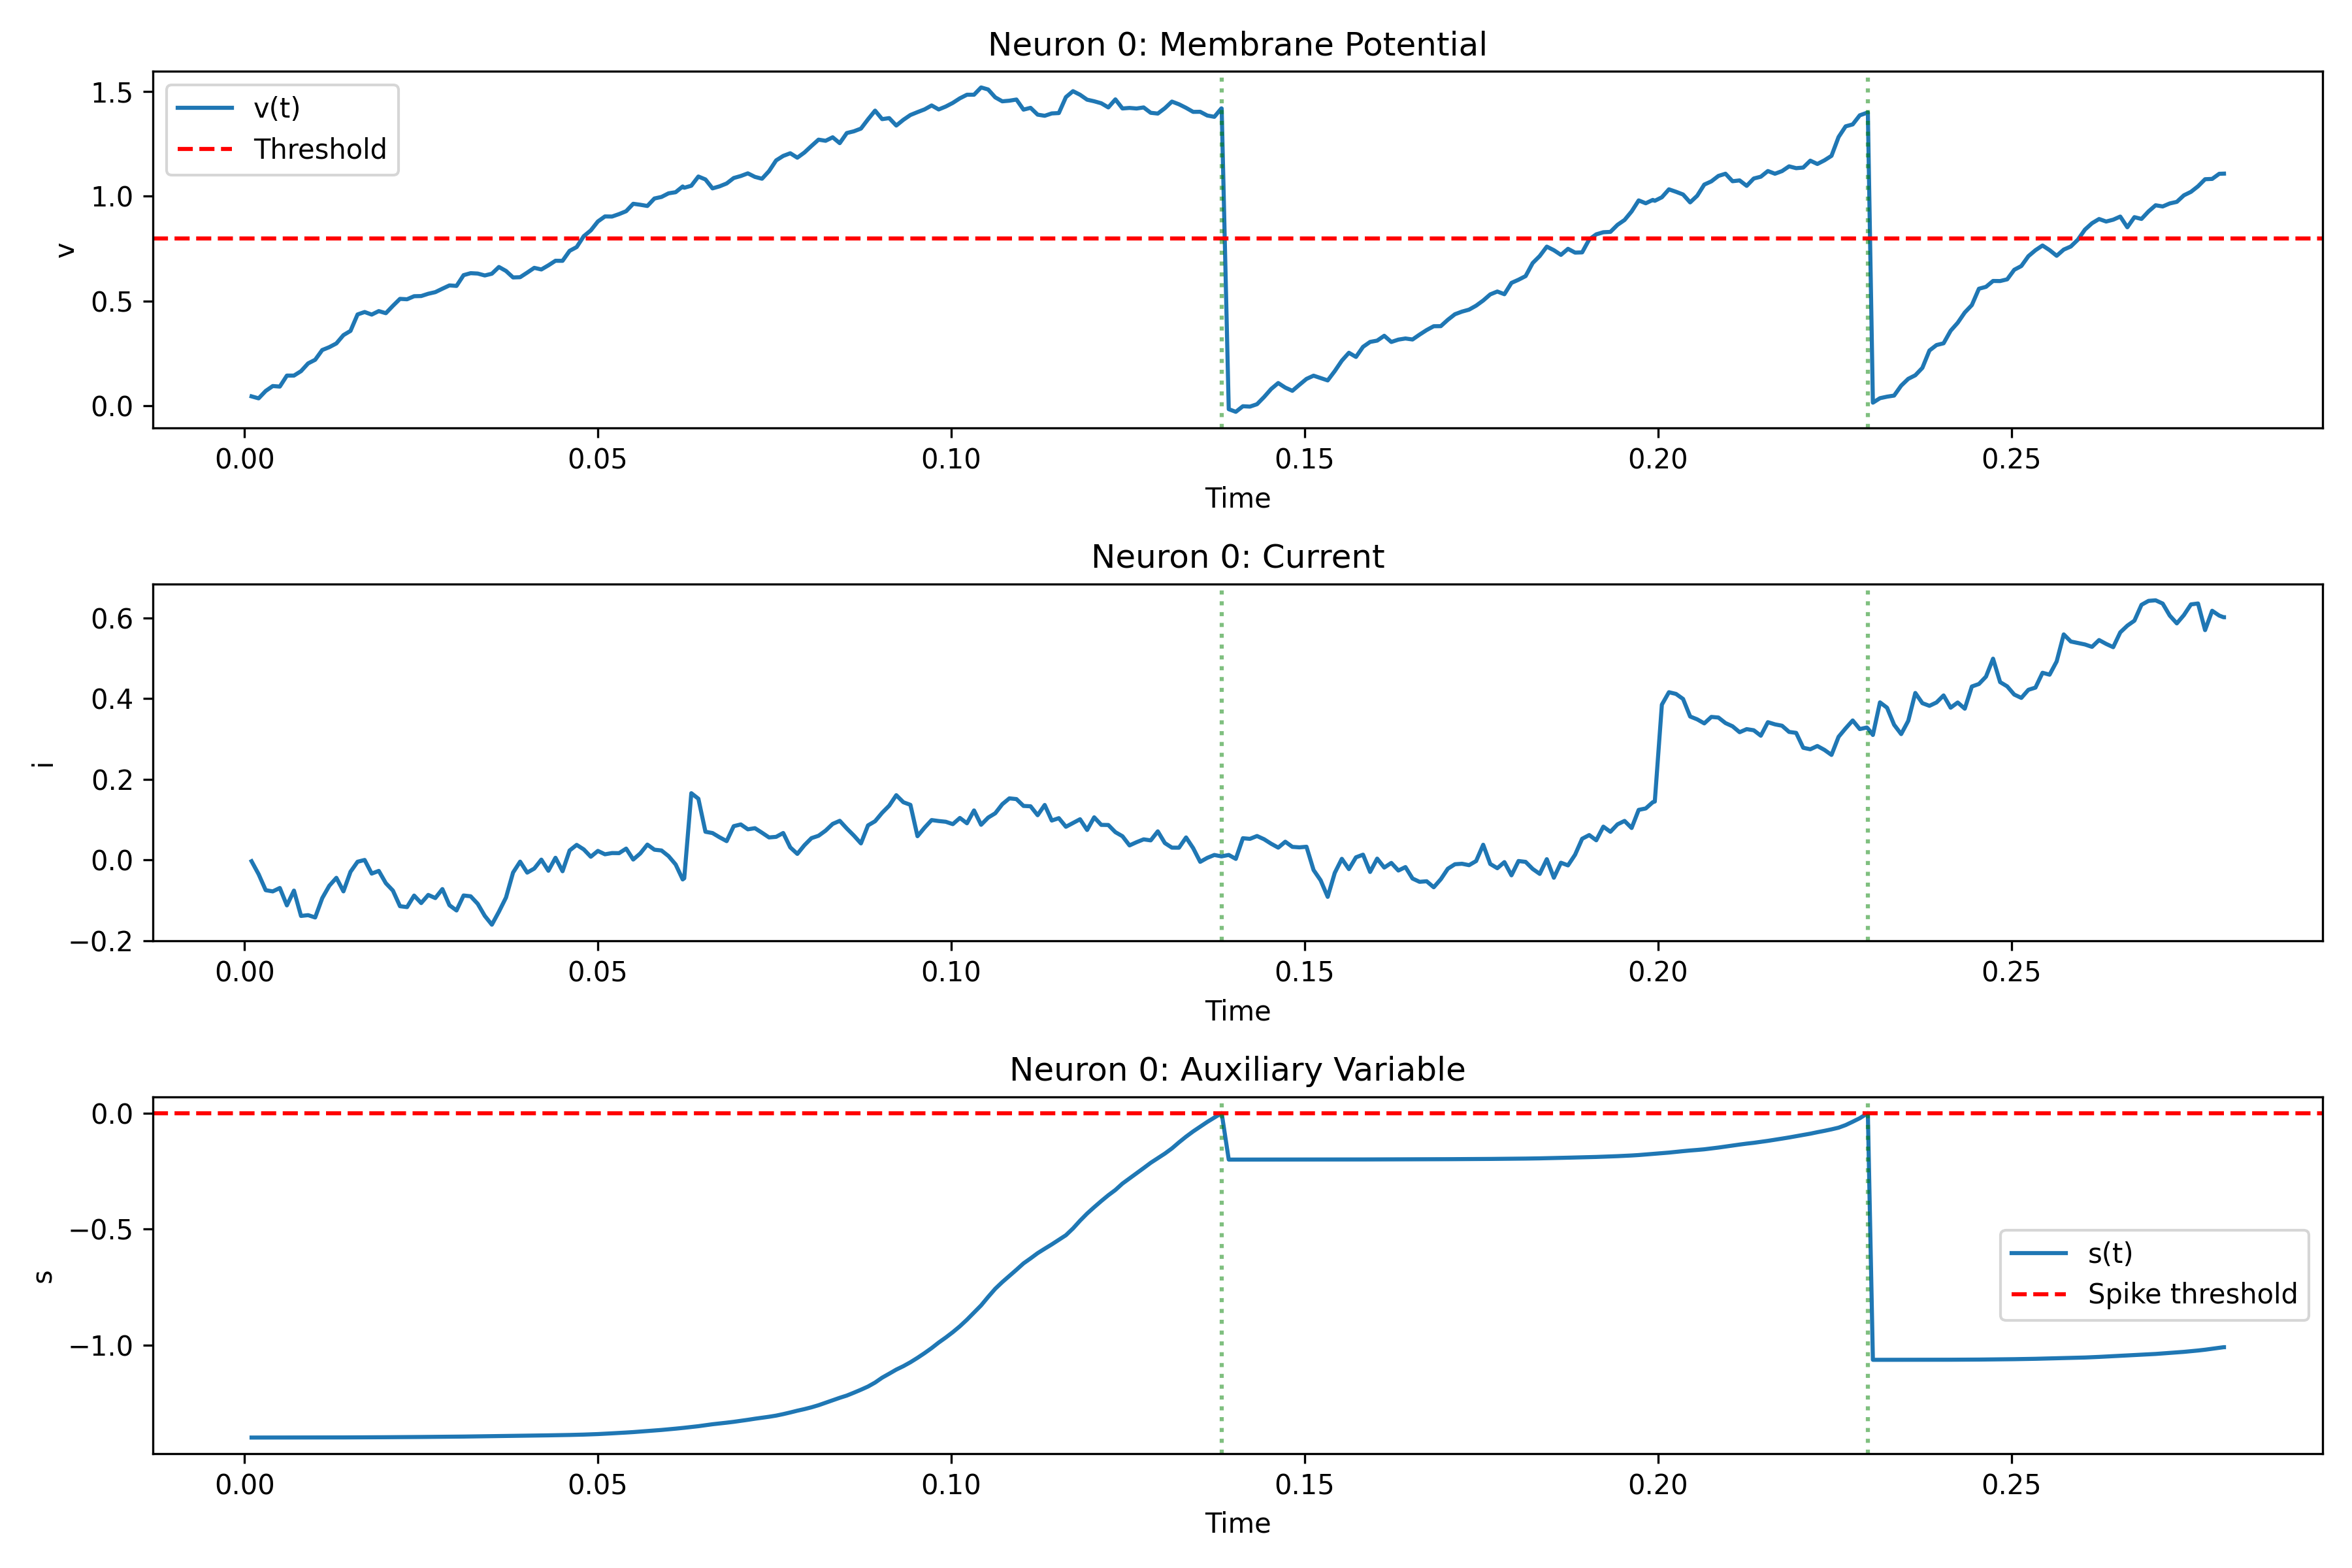 Neuron 0: Membrane Potential
v(t)
Threshold
v
1.5
1.0
0.5
0.0
0.00 0.05 0.10 0.15 0.20 0.25
Time
Neuron 0: Current
i
0.6
0.4
0.2
0.0
−0.2
0.00 0.05 0.10 0.15 0.20 0.25
Time
Neuron 0: Auxiliary Variable
s
0.0
−0.5
−1.0
s(t)
Spike threshold
0.00 0.05 0.10 0.15 0.20 0.25
Time